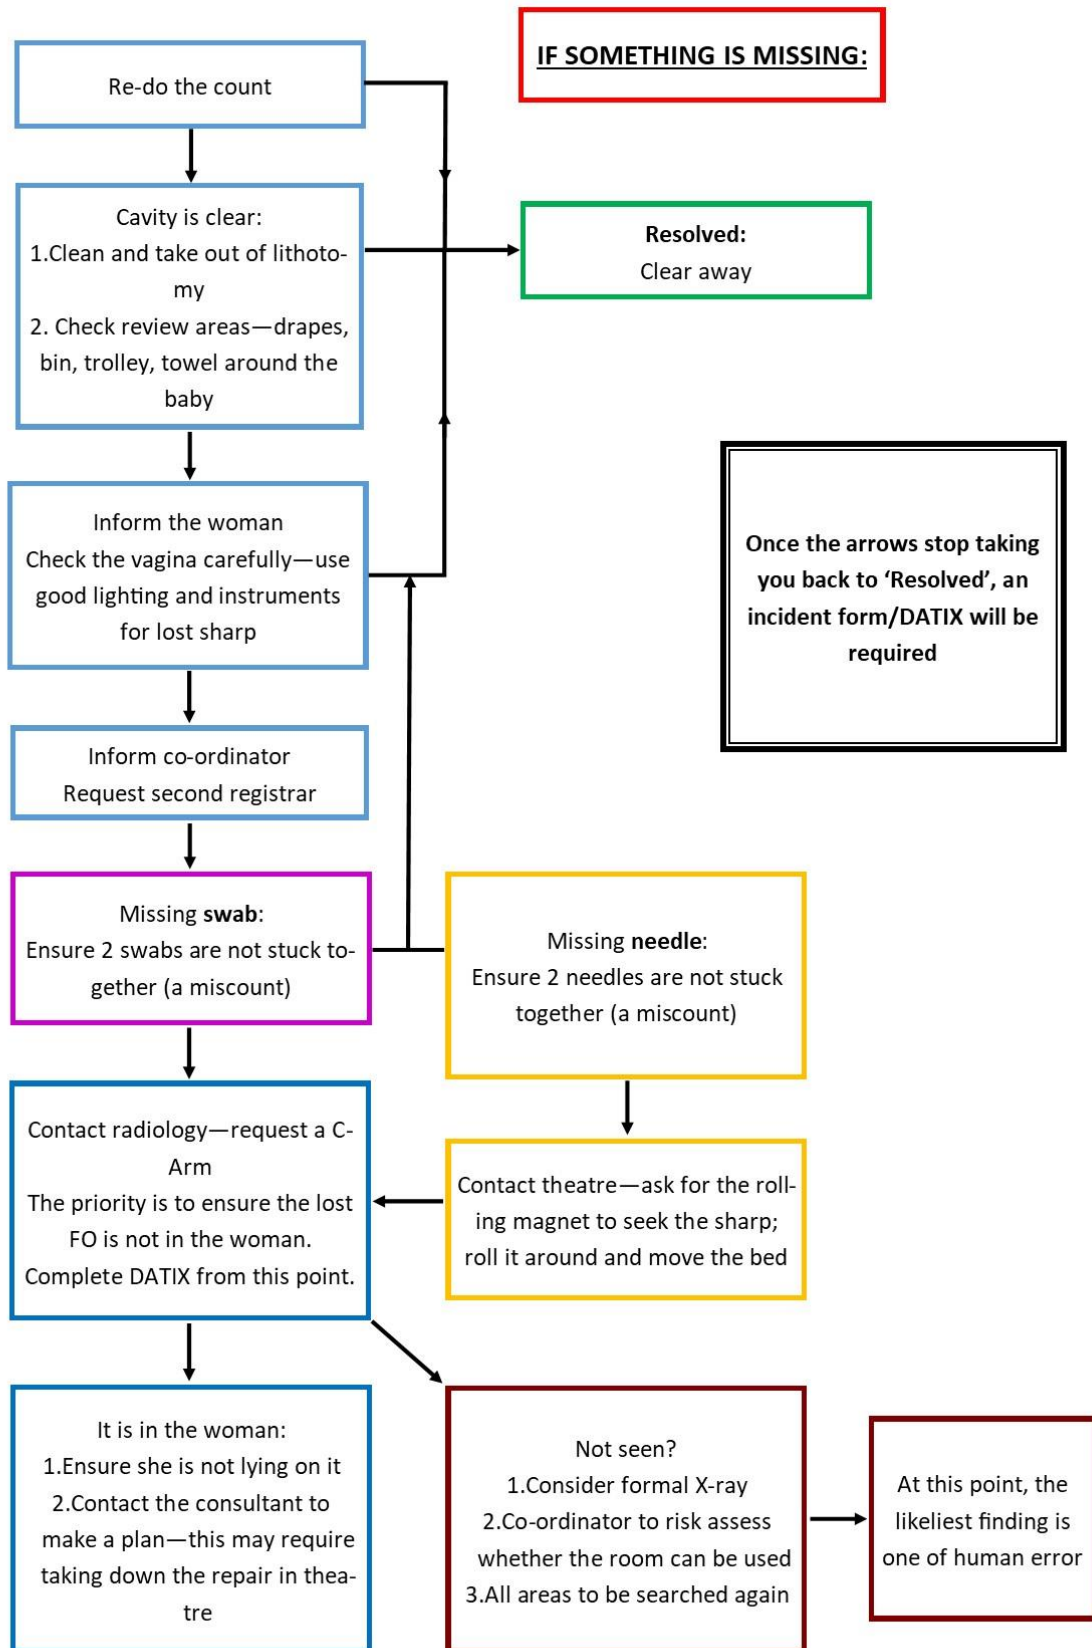 IF SOMETHING IS MISSING:
Re-do the count
Cavity is clear:
1.Clean and take out of lithoto-
my
2. Check review areas—drapes,
bin, trolley, towel around the
baby
Resolved:
Clear away
Inform the woman
Check the vagina carefully—use
good lighting and instruments
for lost sharp
Once the arrows stop taking
you back to ‘Resolved’, an
incident form/DATIX will be
required
Inform co-ordinator
Request second registrar
Missing swab:
Ensure 2 swabs are not stuck to-
gether (a miscount)
Missing needle:
Ensure 2 needles are not stuck
together (a miscount)
Contact radiology—request a C-
Arm
The priority is to ensure the lost
FO is not in the woman.
Complete DATIX from this point.
Contact theatre—ask for the roll-
ing magnet to seek the sharp;
roll it around and move the bed
It is in the woman:
1.Ensure she is not lying on it
2.Contact the consultant to
make a plan—this may require
taking down the repair in thea-
tre
Not seen?
1.Consider formal X-ray
2.Co-ordinator to risk assess
whether the room can be used
3.All areas to be searched again
At this point, the
likeliest finding is
one of human error